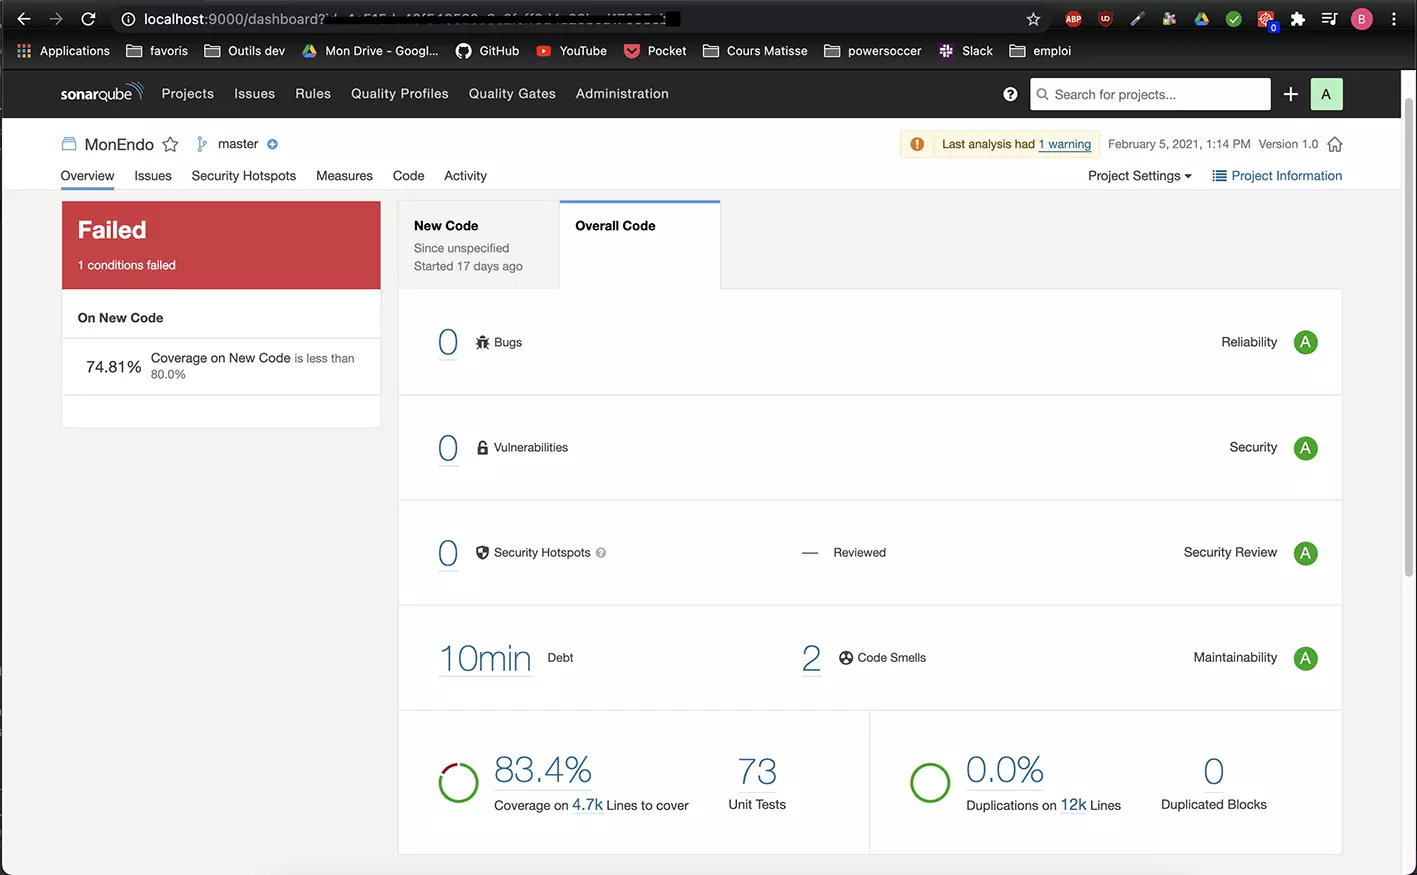 localhost:9000/dashboard?
ABP
UD
0
B
Applications favoris Outils dev Mon Drive - Googl... GitHub YouTube Pocket Cours Matisse powersoccer Slack emploi
sonarqube Projects Issues Rules Quality Profiles Quality Gates Administration ? Search for projects... A
MonEndo master Last analysis had 1 warning February 5, 2021, 1:14 PM Version 1.0
Overview Issues Security Hotspots Measures Code Activity Project Settings Project Information
Failed
1 conditions failed
On New Code
74.81% Coverage on New Code is less than
80.0%
New Code
Since unspecified
Started 17 days ago
Overall Code
0 Bugs Reliability A
0 Vulnerabilities Security A
0 Security Hotspots ? — Reviewed Security Review A
10min Debt 2 Code Smells Maintainability A
83.4%
Coverage on 4.7k Lines to cover
73
Unit Tests
0.0%
Duplications on 12k Lines
0
Duplicated Blocks